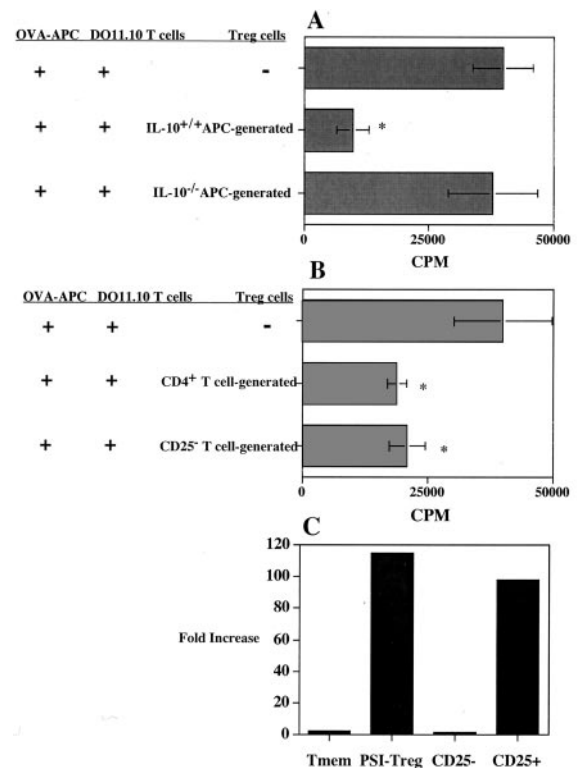 A
OVA-APC DO11.10 T cells Treg cells
+ + -
+ + IL-10+/+APC-generated *
+ + IL-10-/-APC-generated
0 25000 50000
CPM
B
OVA-APC DO11.10 T cells Treg cells
+ + -
+ + CD4+ T cell-generated *
+ + CD25- T cell-generated *
0 25000 50000
CPM
C
120
100
80
Fold Increase 60
40
20
0
Tmem PSI-Treg CD25- CD25+